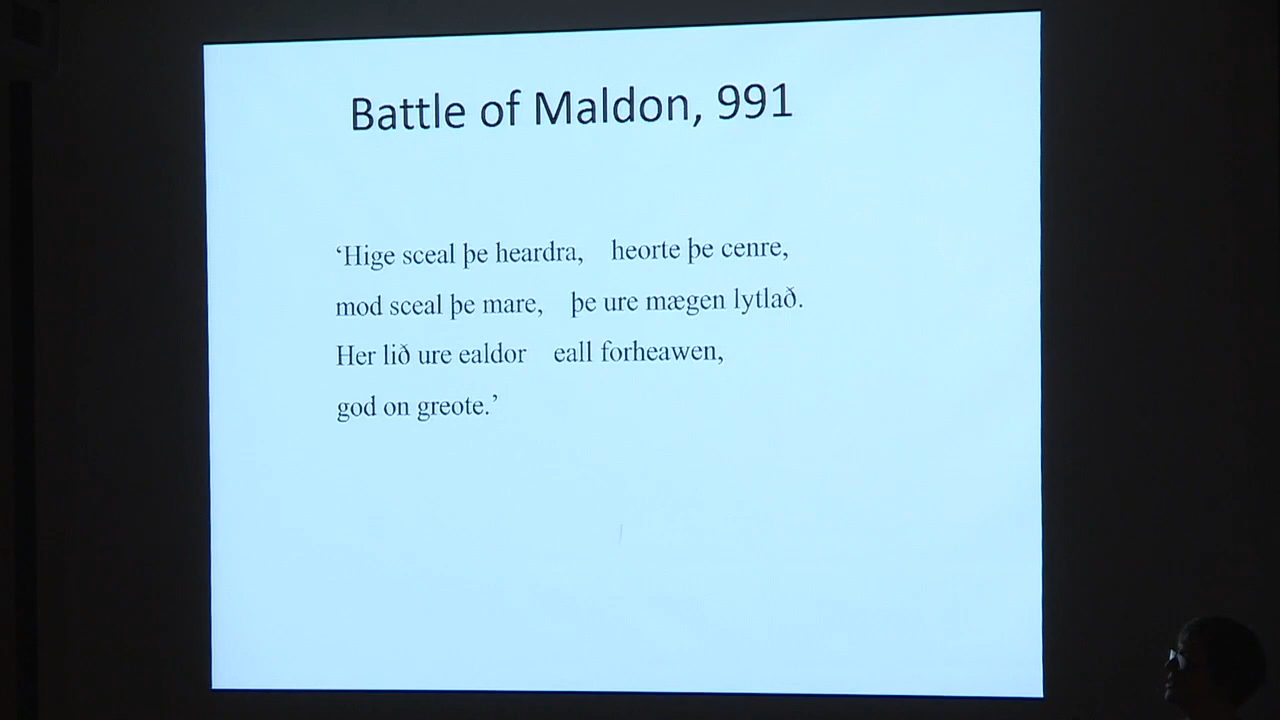 Battle of Maldon, 991
‘Hige sceal þe heardra, heorte þe cenre,
mod sceal þe mare, þe ure mægen lytlað.
Her lið ure ealdor eall forheawen,
god on greote.’